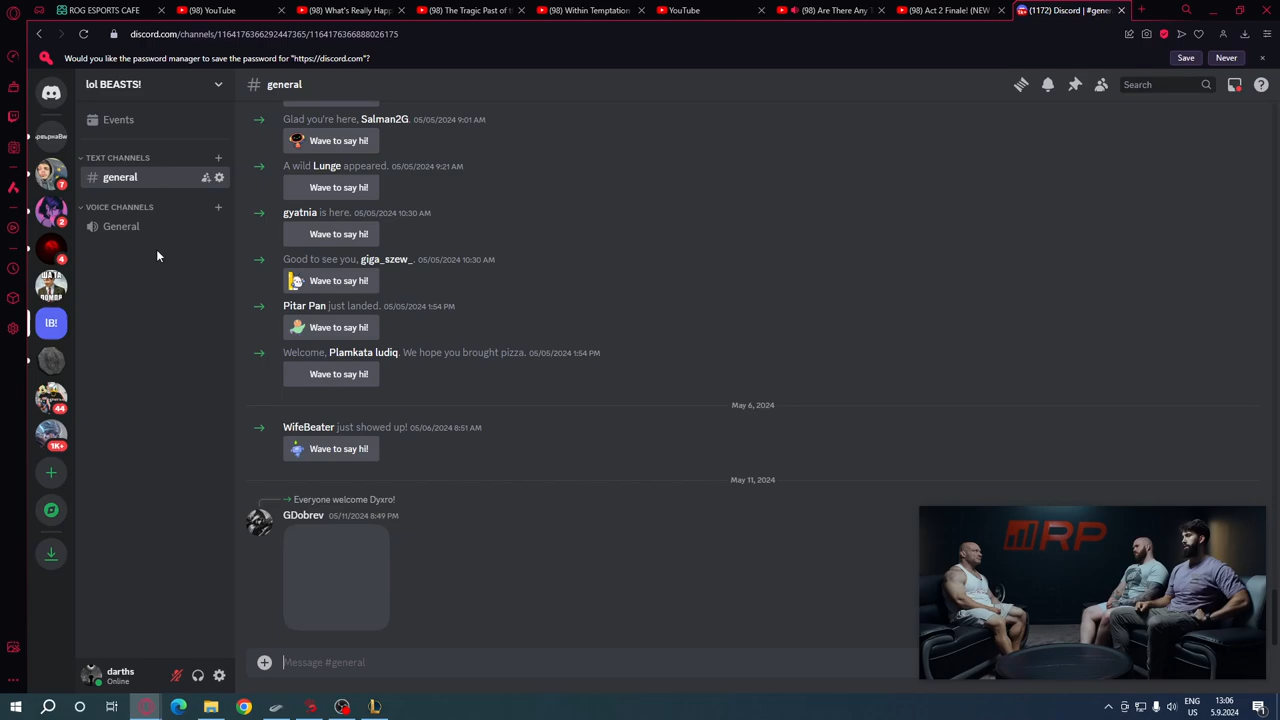 ROG ESPORTS CAFE
(98) YouTube
(98) What's Really Hap
(98) The Tragic Past of t
(98) Within Temptation
YouTube
(98) Are There Any T
(98) Act 2 Finale! (NEW
(1172) Discord | #gene
discord.com/channels/1164176366292447365/1164176366888026175
Would you like the password manager to save the password for "https://discord.com"?
Save
Never
lol BEASTS!
general
Search
Events
TEXT CHANNELS
general
VOICE CHANNELS
General
Glad you're here, Salman2G. 05/05/2024 9:01 AM
Wave to say hi!
A wild Lunge appeared. 05/05/2024 9:21 AM
Wave to say hi!
gyatnia is here. 05/05/2024 10:30 AM
Wave to say hi!
Good to see you, giga_szew_. 05/05/2024 10:30 AM
Wave to say hi!
Pitar Pan just landed. 05/05/2024 1:54 PM
Wave to say hi!
Welcome, Plamkata ludiq. We hope you brought pizza. 05/05/2024 1:54 PM
Wave to say hi!
May 6, 2024
WifeBeater just showed up! 05/06/2024 8:51 AM
Wave to say hi!
May 11, 2024
Everyone welcome Dyxro!
GDobrev 05/11/2024 8:49 PM
Message #general
7
2
4
lB!
44
1K+
RP
darths
Online
ENG
US
13:06
5.9.2024